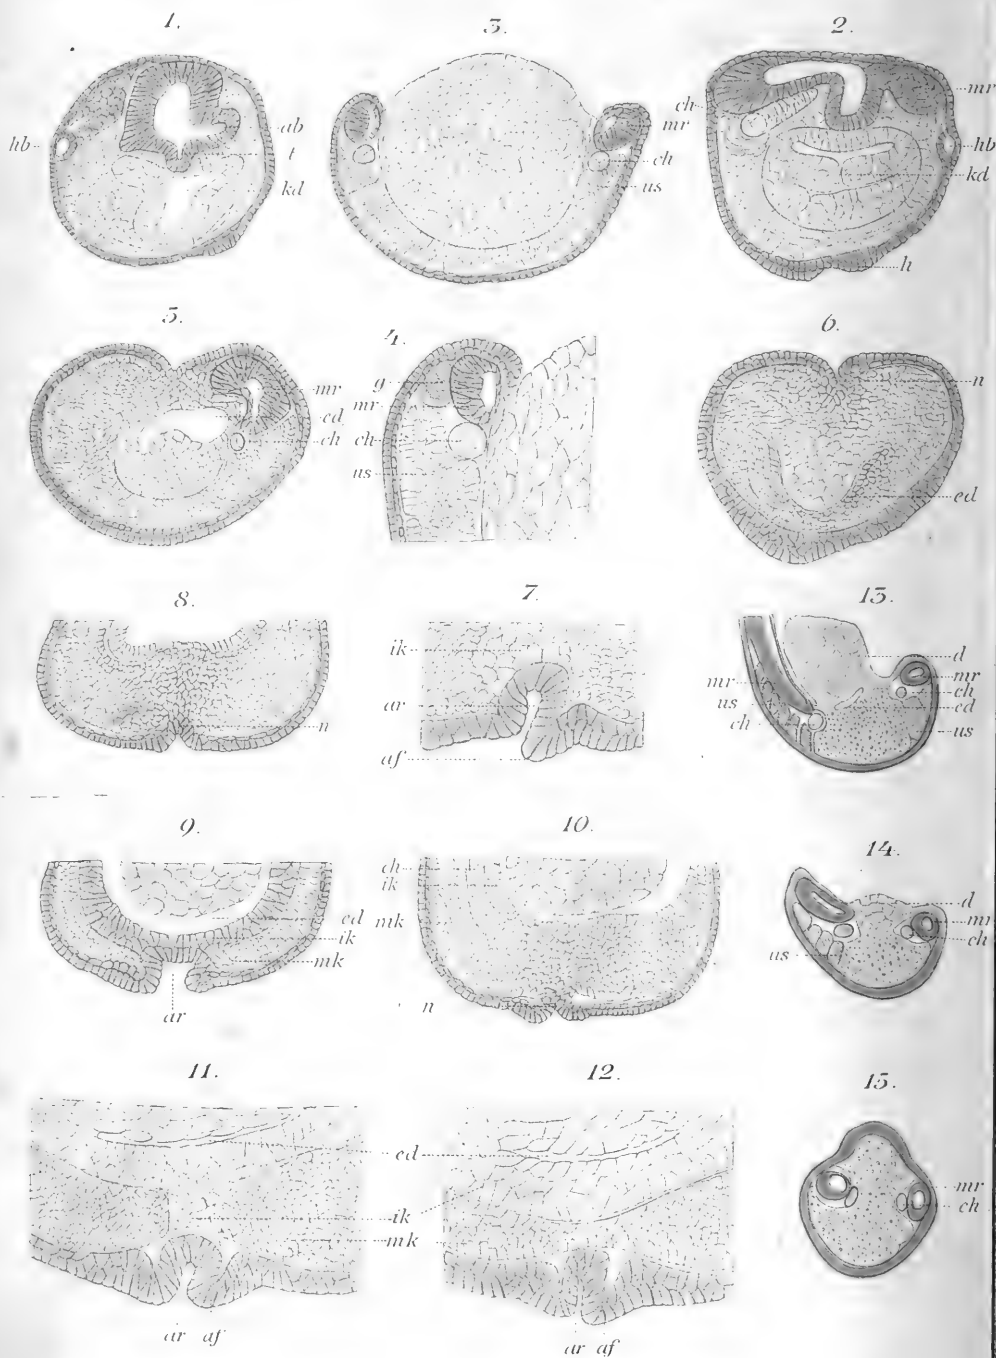 1.
3.
2.
hb
ab
t
kd
mr
ch
us
ch
mr
hb
kd
h
5.
4.
6.
mr
cd
ch
g
mr
ch
us
n
ed
8.
7.
13.
n
ik
ar
af
mr
us
ch
d
mr
ch
cd
us
9.
10.
14.
cd
ik
mk
ar
ch
ik
mk
n
us
d
mr
ch
11.
12.
15.
ed
ik
mk
ar af
ar af
mr
ch